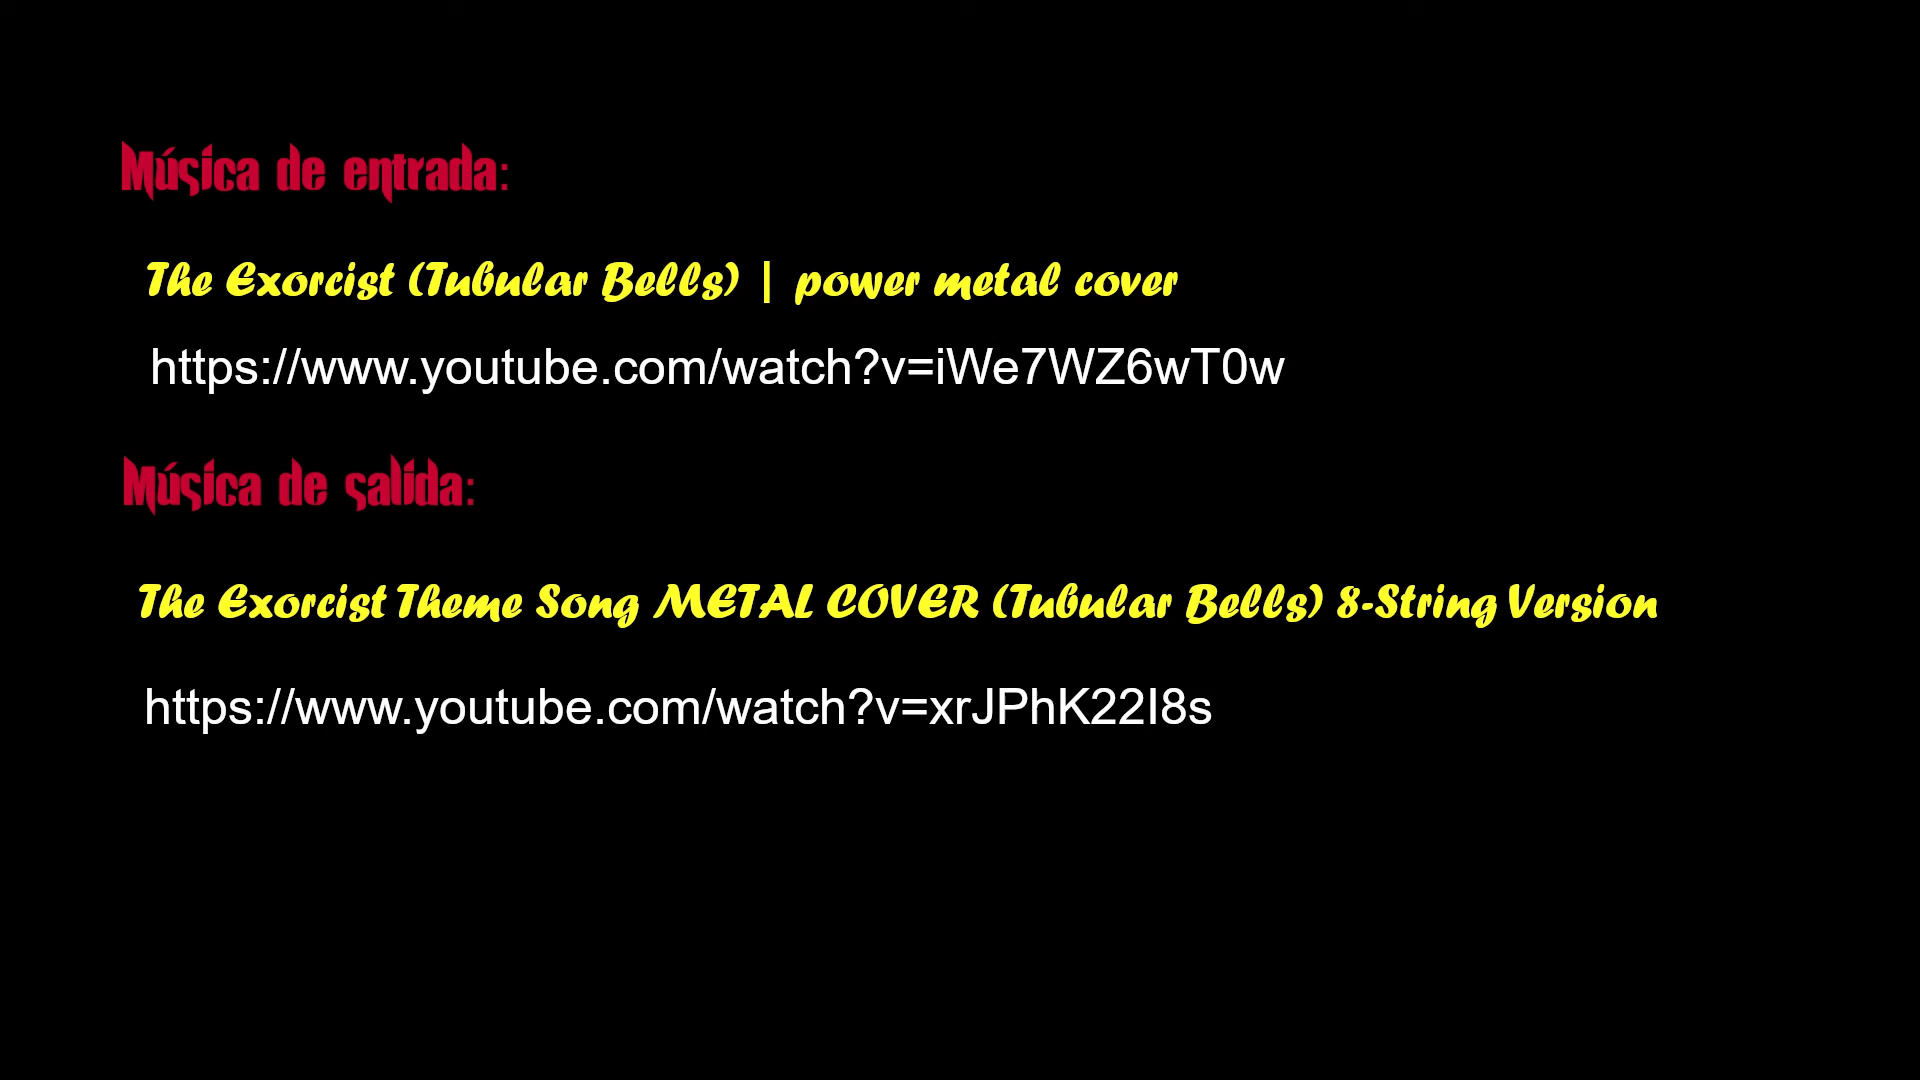 Música de entrada:
The Exorcist (Tubular Bells) | power metal cover
https://www.youtube.com/watch?v=iWe7WZ6wT0w
Música de salida:
The Exorcist Theme Song METAL COVER (Tubular Bells) 8-String Version
https://www.youtube.com/watch?v=xrJPhK22I8s